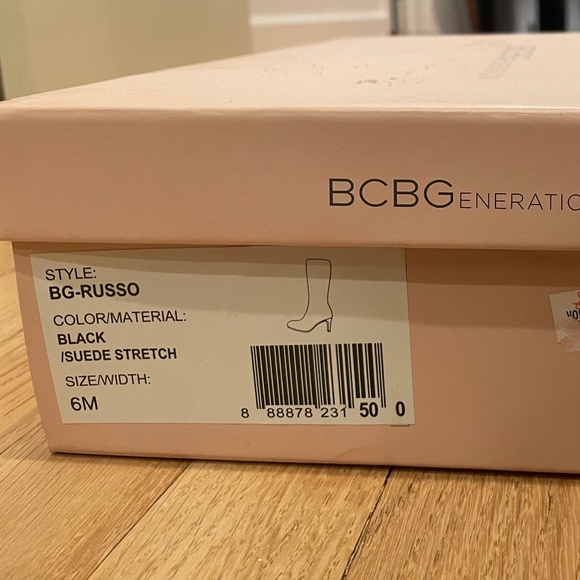 BCBGENERATIO
STYLE:
BG-RUSSO
COLOR/MATERIAL:
BLACK
/SUEDE STRETCH
SIZE/WIDTH:
6M
8 88878 231 50 0